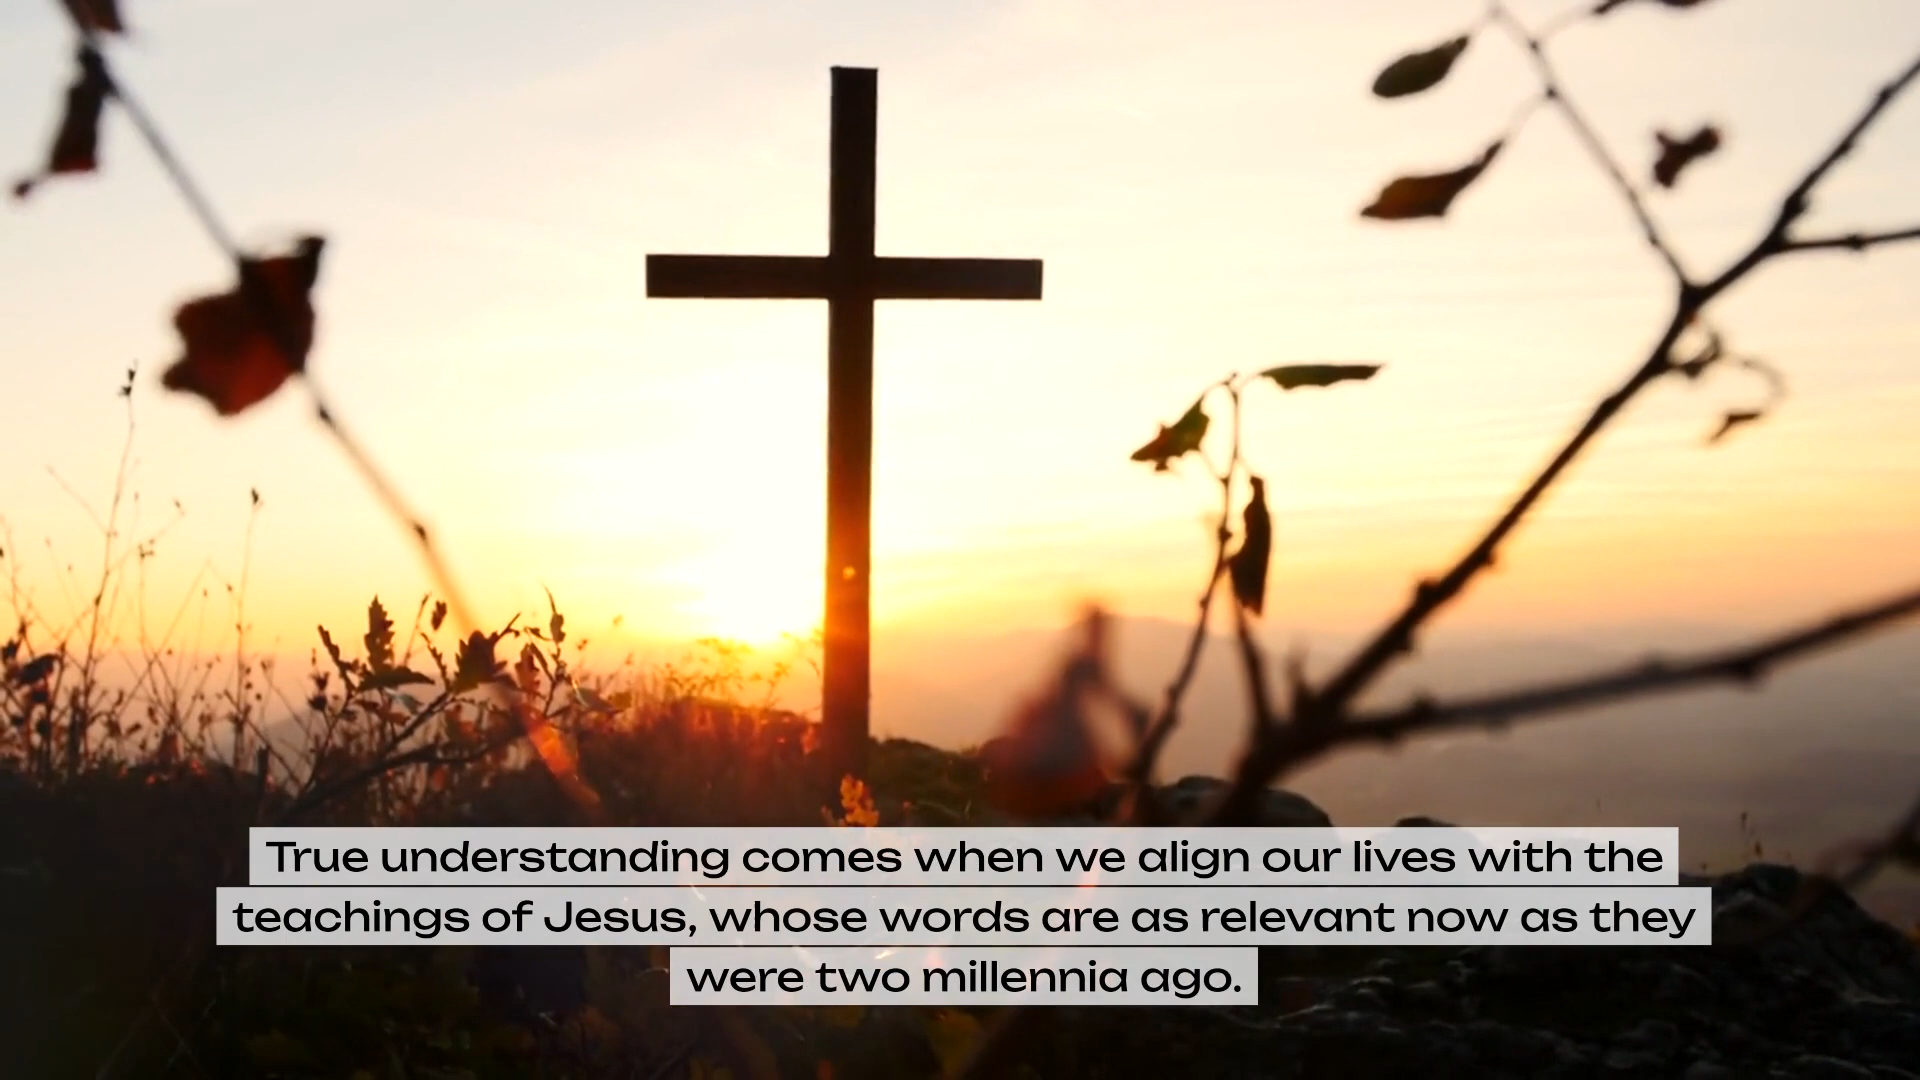 True understanding comes when we align our lives with the
teachings of Jesus, whose words are as relevant now as they
were two millennia ago.